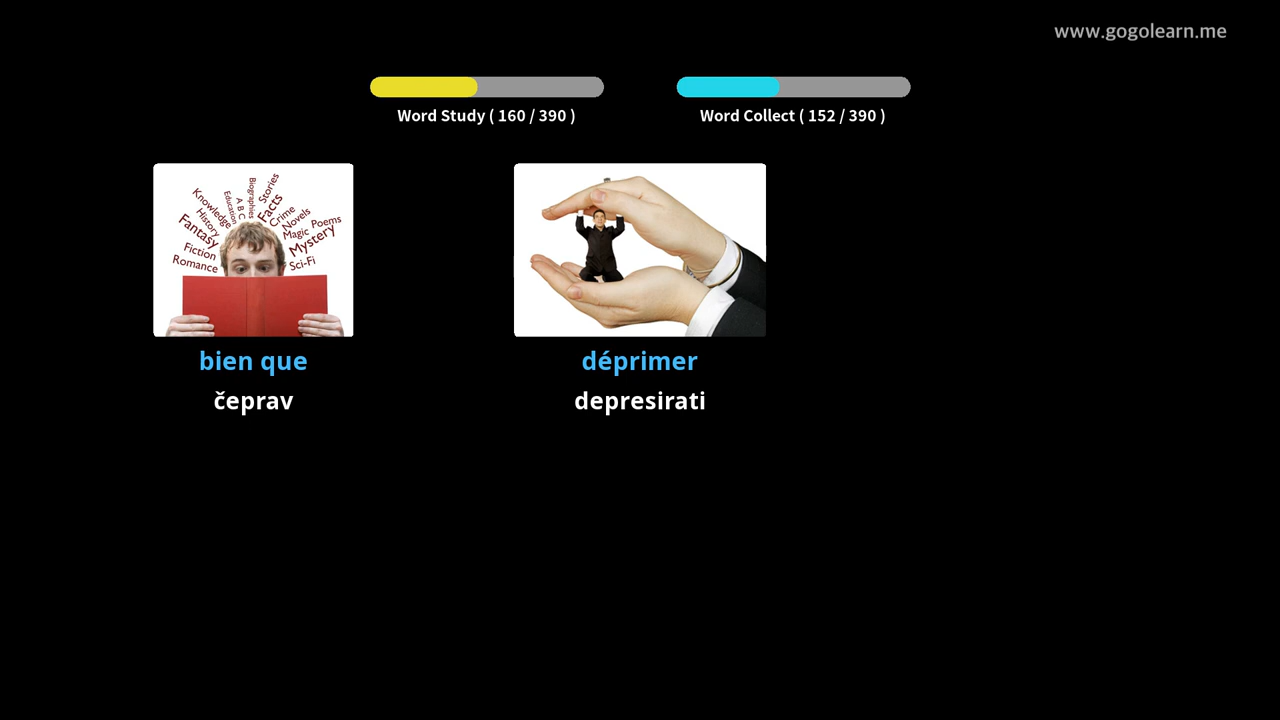 www.gogolearn.me
Word Study ( 160 / 390 )
Word Collect ( 152 / 390 )
Knowledge
History
Fantasy
Fiction
Romance
Education
A B C
Biographies
Stories
Facts
Crime
Novels
Magic
Poems
Mystery
Sci-Fi
bien que
déprimer
čeprav
depresirati